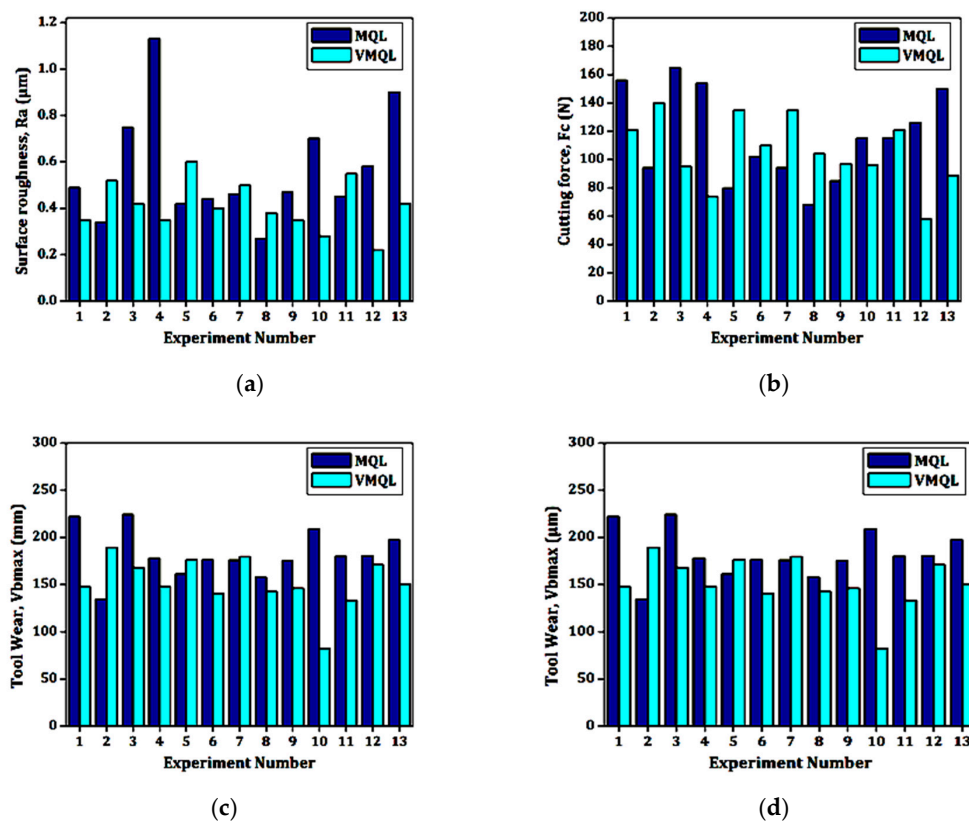 1.2
1.0
0.8
0.6
0.4
0.2
0.0
Surface roughness, Ra (μm)
MQL
VMQL
1 2 3 4 5 6 7 8 9 10 11 12 13
Experiment Number
(a)
200
180
160
140
120
100
80
60
40
20
0
Cutting force, Fc (N)
MQL
VMQL
1 2 3 4 5 6 7 8 9 10 11 12 13
Experiment Number
(b)
300
250
200
150
100
50
0
Tool Wear, Vbmax (mm)
MQL
VMQL
1 2 3 4 5 6 7 8 9 10 11 12 13
Experiment Number
(c)
300
250
200
150
100
50
0
Tool Wear, Vbmax (μm)
MQL
VMQL
1 2 3 4 5 6 7 8 9 10 11 12 13
Experiment Number
(d)